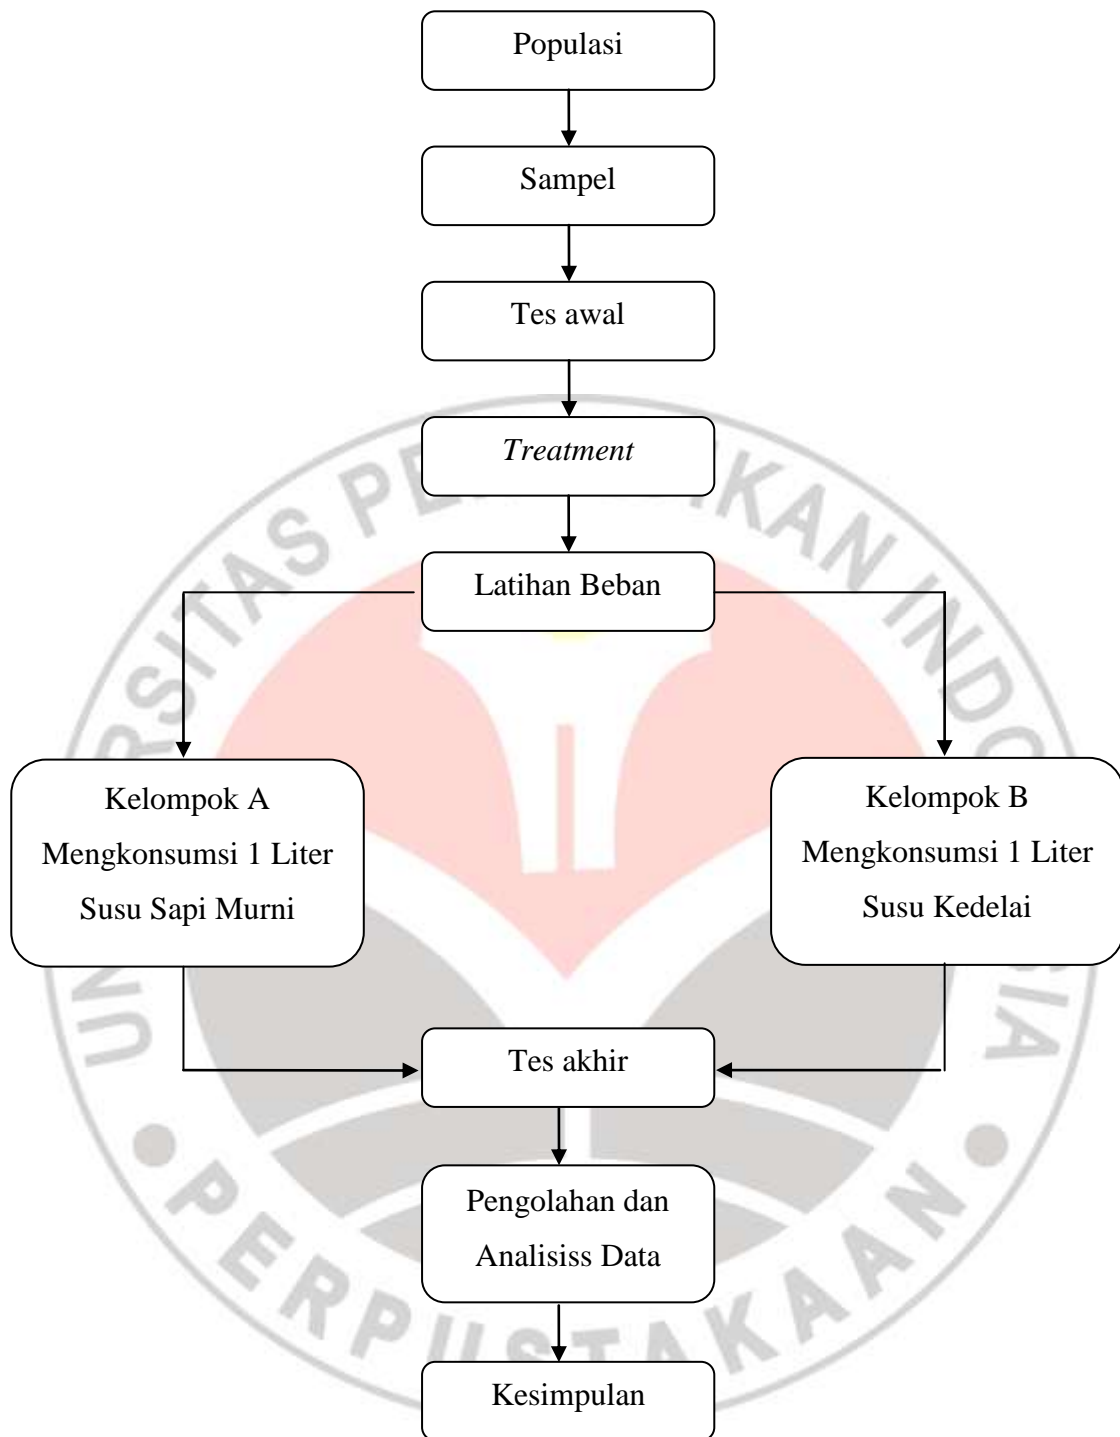 Populasi
Sampel
Tes awal
Treatment
Latihan Beban
Kelompok A
Mengkonsumsi 1 Liter
Susu Sapi Murni
Kelompok B
Mengkonsumsi 1 Liter
Susu Kedelai
Tes akhir
Pengolahan dan
Analisiss Data
Kesimpulan
PERPUSTAKAAN